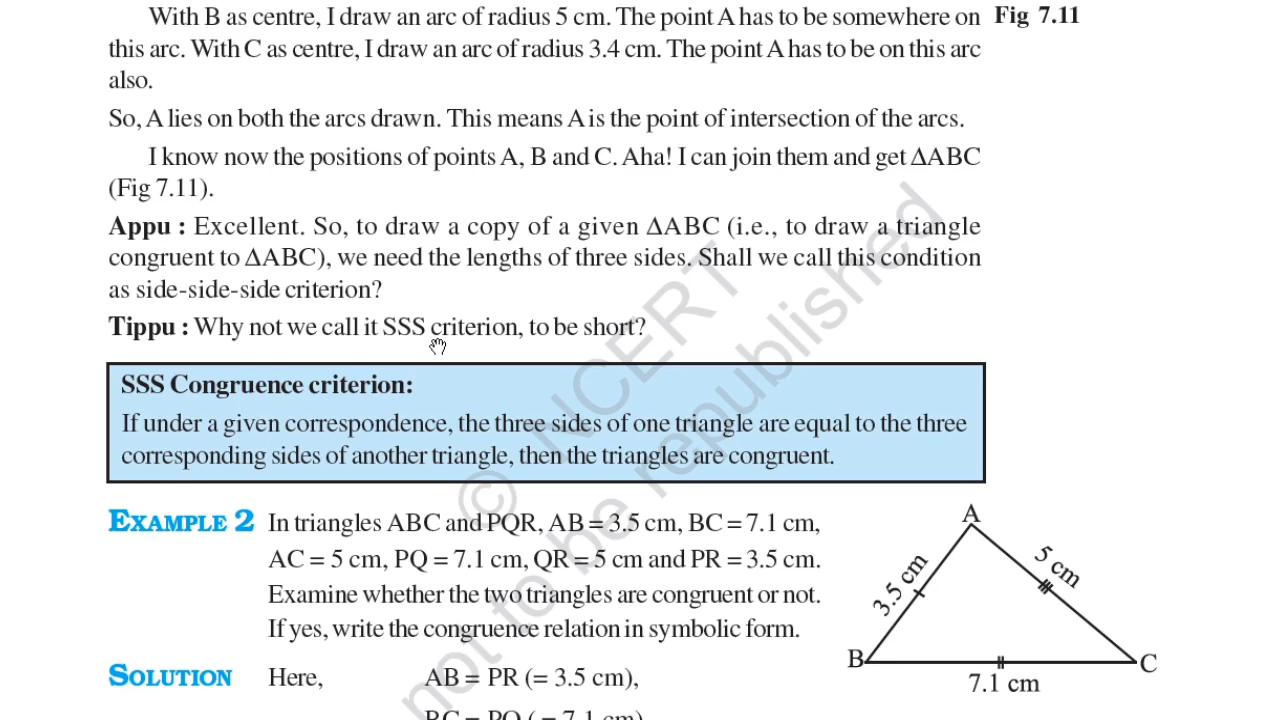 With B as centre, I draw an arc of radius 5 cm. The point A has to be somewhere on
Fig 7.11
this arc. With C as centre, I draw an arc of radius 3.4 cm. The point A has to be on this arc
also.
So, A lies on both the arcs drawn. This means A is the point of intersection of the arcs.
I know now the positions of points A, B and C. Aha! I can join them and get ΔABC
(Fig 7.11).
Appu : Excellent. So, to draw a copy of a given ΔABC (i.e., to draw a triangle
congruent to ΔABC), we need the lengths of three sides. Shall we call this condition
as side-side-side criterion?
Tippu : Why not we call it SSS criterion, to be short?
SSS Congruence criterion:
If under a given correspondence, the three sides of one triangle are equal to the three
corresponding sides of another triangle, then the triangles are congruent.
EXAMPLE 2 In triangles ABC and PQR, AB = 3.5 cm, BC = 7.1 cm,
AC = 5 cm, PQ = 7.1 cm, QR = 5 cm and PR = 3.5 cm.
Examine whether the two triangles are congruent or not.
If yes, write the congruence relation in symbolic form.
SOLUTION Here, AB = PR (= 3.5 cm),
BC = PQ ( = 7.1 cm)
A
3.5 cm
5 cm
B
C
7.1 cm
© NCERT
not to be republished